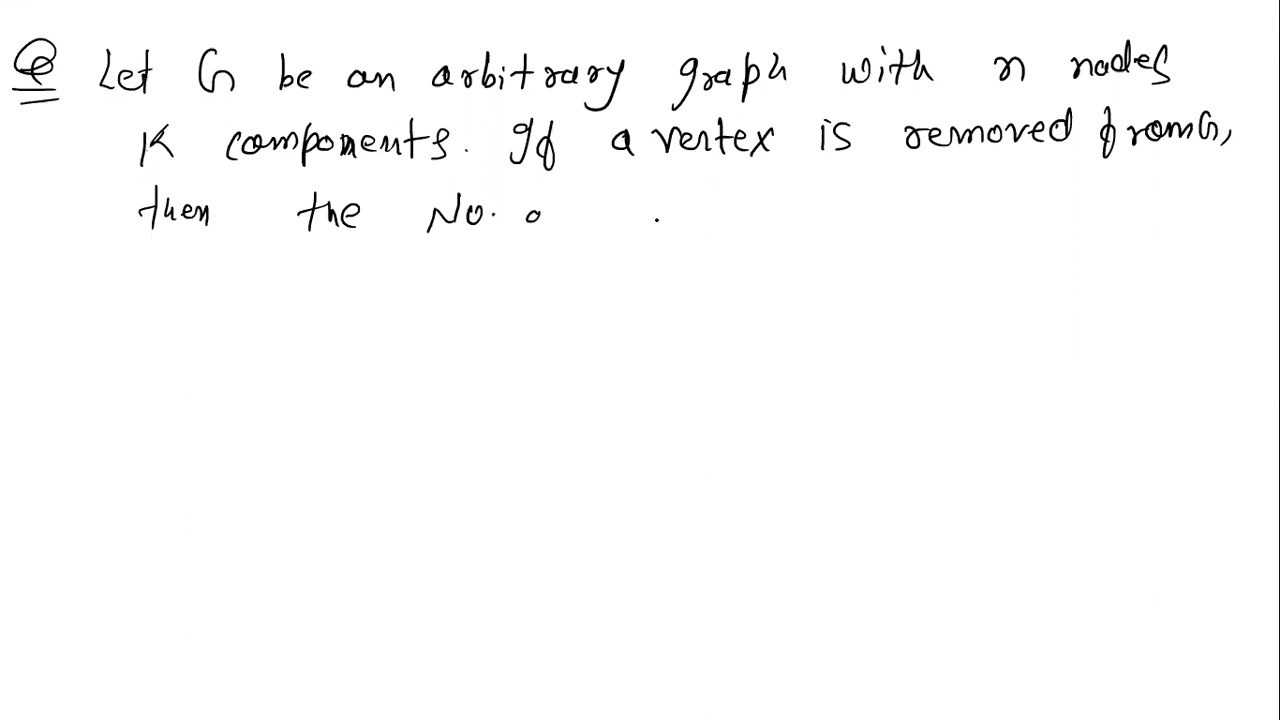 Q Let G be an arbitrary graph with n nodes
K components. If a vertex is removed from G,
then the No. o